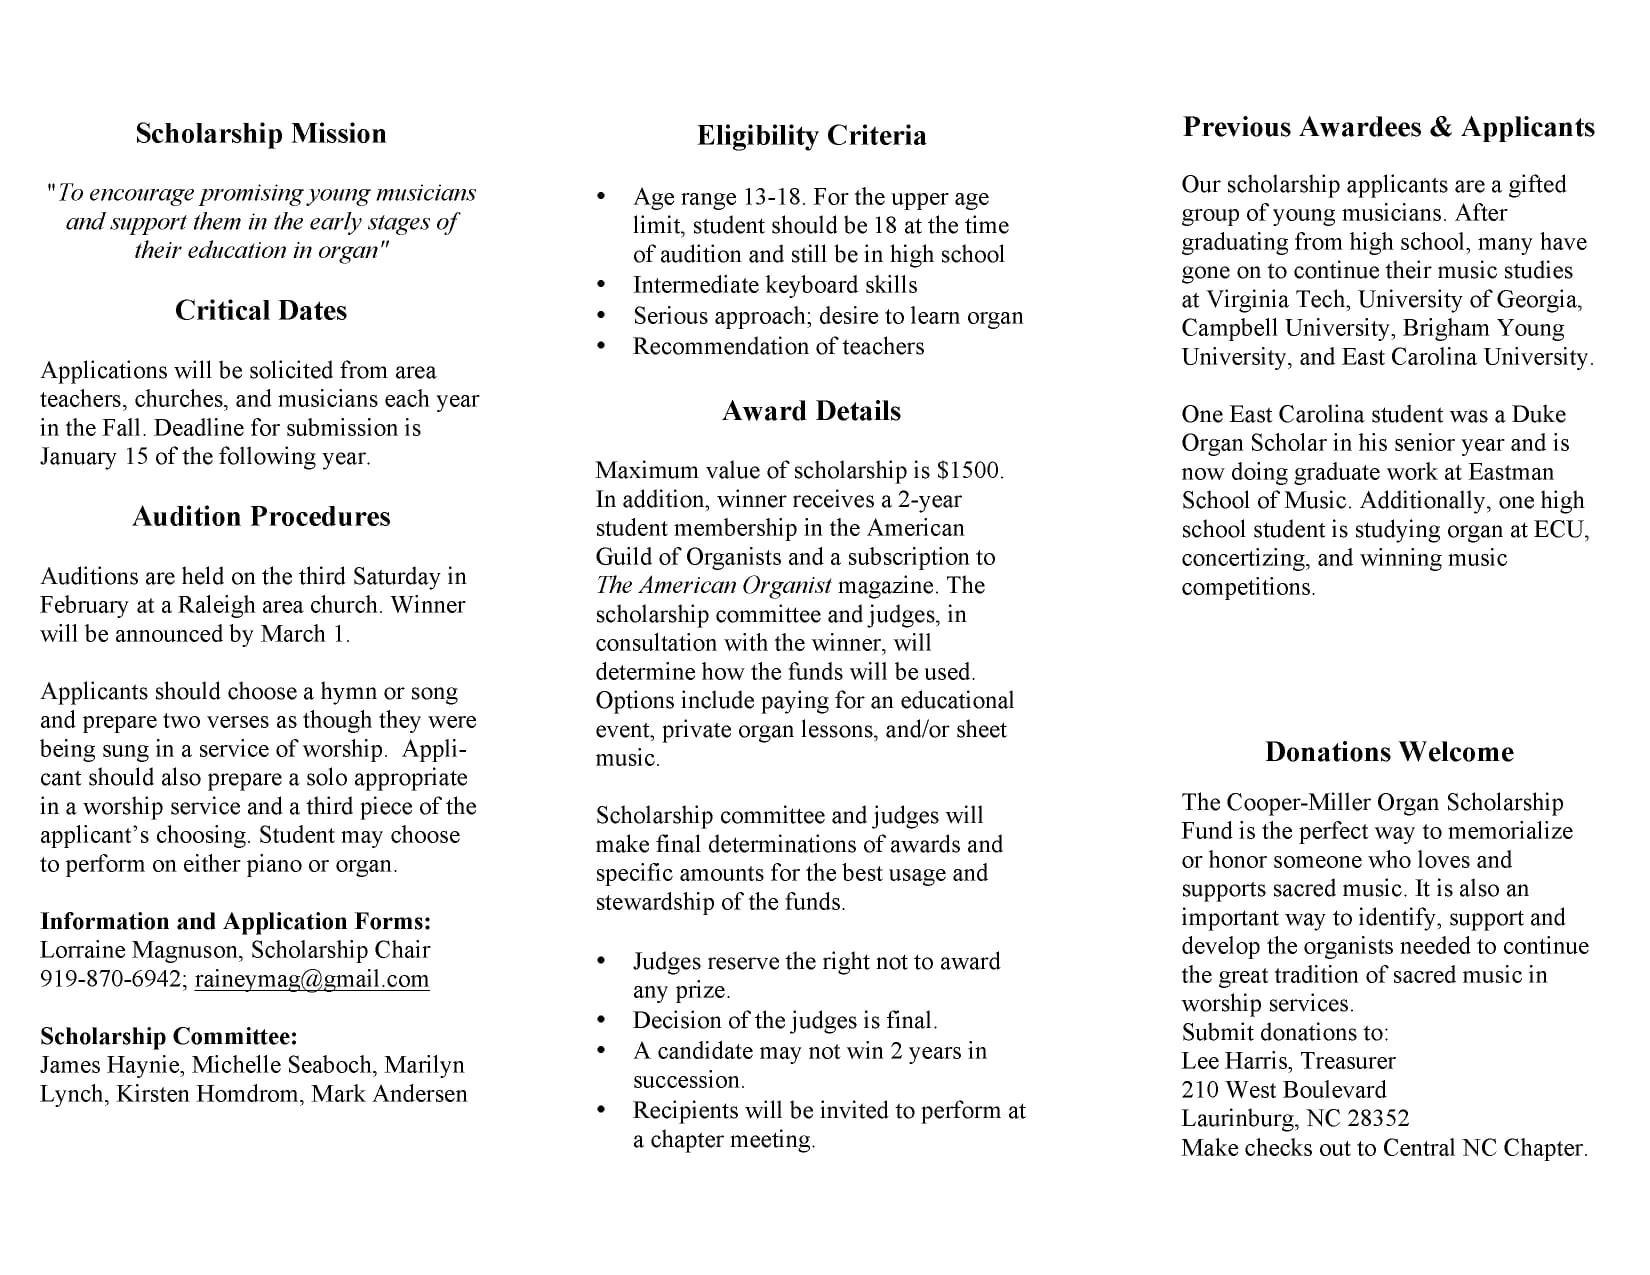 Scholarship Mission
"To encourage promising young musicians
and support them in the early stages of
their education in organ"
Critical Dates
Applications will be solicited from area
teachers, churches, and musicians each year
in the Fall. Deadline for submission is
January 15 of the following year.
Audition Procedures
Auditions are held on the third Saturday in
February at a Raleigh area church. Winner
will be announced by March 1.
Applicants should choose a hymn or song
and prepare two verses as though they were
being sung in a service of worship.  Appli-
cant should also prepare a solo appropriate
in a worship service and a third piece of the
applicant’s choosing. Student may choose
to perform on either piano or organ.
Information and Application Forms:
Lorraine Magnuson, Scholarship Chair
919-870-6942; raineymag@gmail.com
Scholarship Committee:
James Haynie, Michelle Seaboch, Marilyn
Lynch, Kirsten Homdrom, Mark Andersen
Eligibility Criteria
• Age range 13-18. For the upper age
limit, student should be 18 at the time
of audition and still be in high school
• Intermediate keyboard skills
• Serious approach; desire to learn organ
• Recommendation of teachers
Award Details
Maximum value of scholarship is $1500.
In addition, winner receives a 2-year
student membership in the American
Guild of Organists and a subscription to
The American Organist magazine. The
scholarship committee and judges, in
consultation with the winner, will
determine how the funds will be used.
Options include paying for an educational
event, private organ lessons, and/or sheet
music.
Scholarship committee and judges will
make final determinations of awards and
specific amounts for the best usage and
stewardship of the funds.
• Judges reserve the right not to award
any prize.
• Decision of the judges is final.
• A candidate may not win 2 years in
succession.
• Recipients will be invited to perform at
a chapter meeting.
Previous Awardees & Applicants
Our scholarship applicants are a gifted
group of young musicians. After
graduating from high school, many have
gone on to continue their music studies
at Virginia Tech, University of Georgia,
Campbell University, Brigham Young
University, and East Carolina University.
One East Carolina student was a Duke
Organ Scholar in his senior year and is
now doing graduate work at Eastman
School of Music. Additionally, one high
school student is studying organ at ECU,
concertizing, and winning music
competitions.
Donations Welcome
The Cooper-Miller Organ Scholarship
Fund is the perfect way to memorialize
or honor someone who loves and
supports sacred music. It is also an
important way to identify, support and
develop the organists needed to continue
the great tradition of sacred music in
worship services.
Submit donations to:
Lee Harris, Treasurer
210 West Boulevard
Laurinburg, NC 28352
Make checks out to Central NC Chapter.